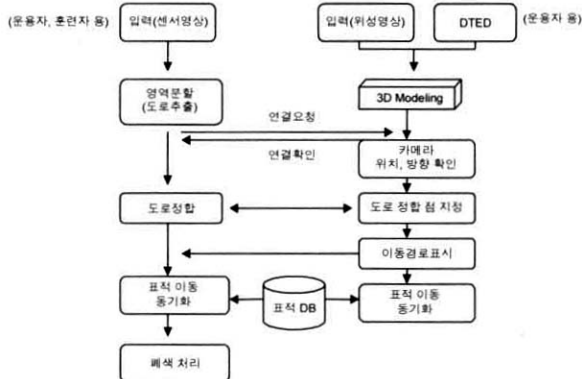 (운용자, 훈련자 용)
입력(센서영상)
입력(위성영상)
DTED
(운용자 용)
영역분할
(도로추출)
3D Modeling
연결요청
연결확인
카메라
위치, 방향 확인
도로정합
도로 정합 점 지정
이동경로표시
표적 이동
동기화
표적 DB
표적 이동
동기화
폐색 처리